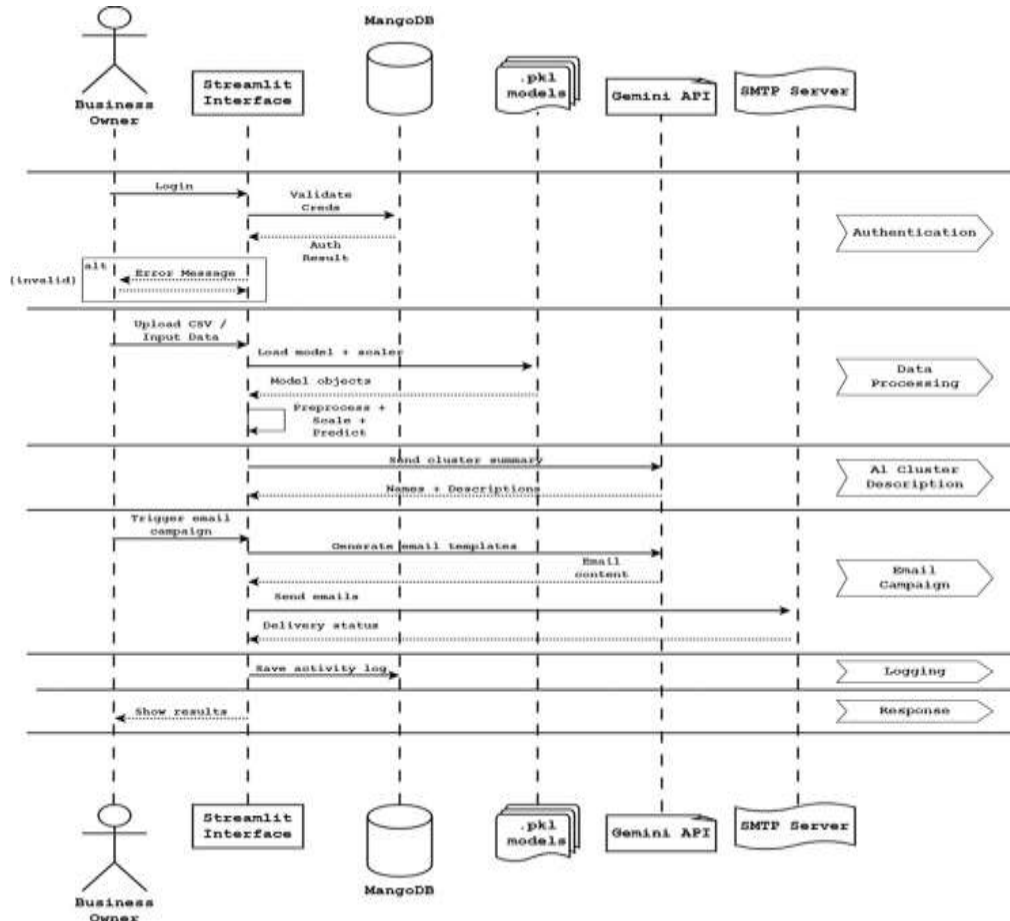 MangoDB
Streamlit
Interface
.pkl
models
Gemini API
SMTP Server
Business
Owner
Login
Validate
Creds
Auth
Result
Authentication
alt
(invalid)
Error Message
Upload CSV /
Input Data
Load model + scaler
Model objects
Preprocess +
Scale +
Predict
Data
Processing
Send cluster summary
Names + Descriptions
AI Cluster
Description
Trigger email
campaign
Generate email templates
Email
content
Send emails
Delivery status
Email
Campaign
Save activity log
Logging
Show results
Response
Streamlit
Interface
.pkl
models
Gemini API
SMTP Server
MangoDB
Business
Owner